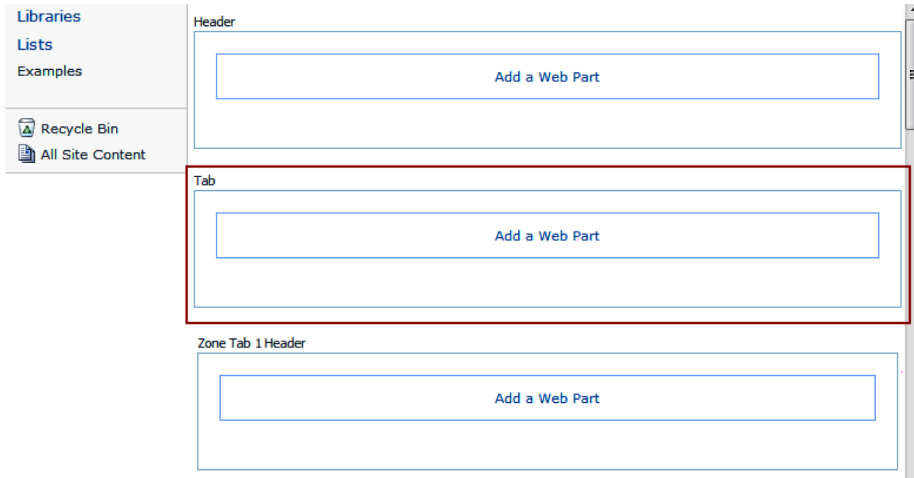 Libraries
Lists
Examples
Recycle Bin
All Site Content
Header
Add a Web Part
Tab
Add a Web Part
Zone Tab 1 Header
Add a Web Part